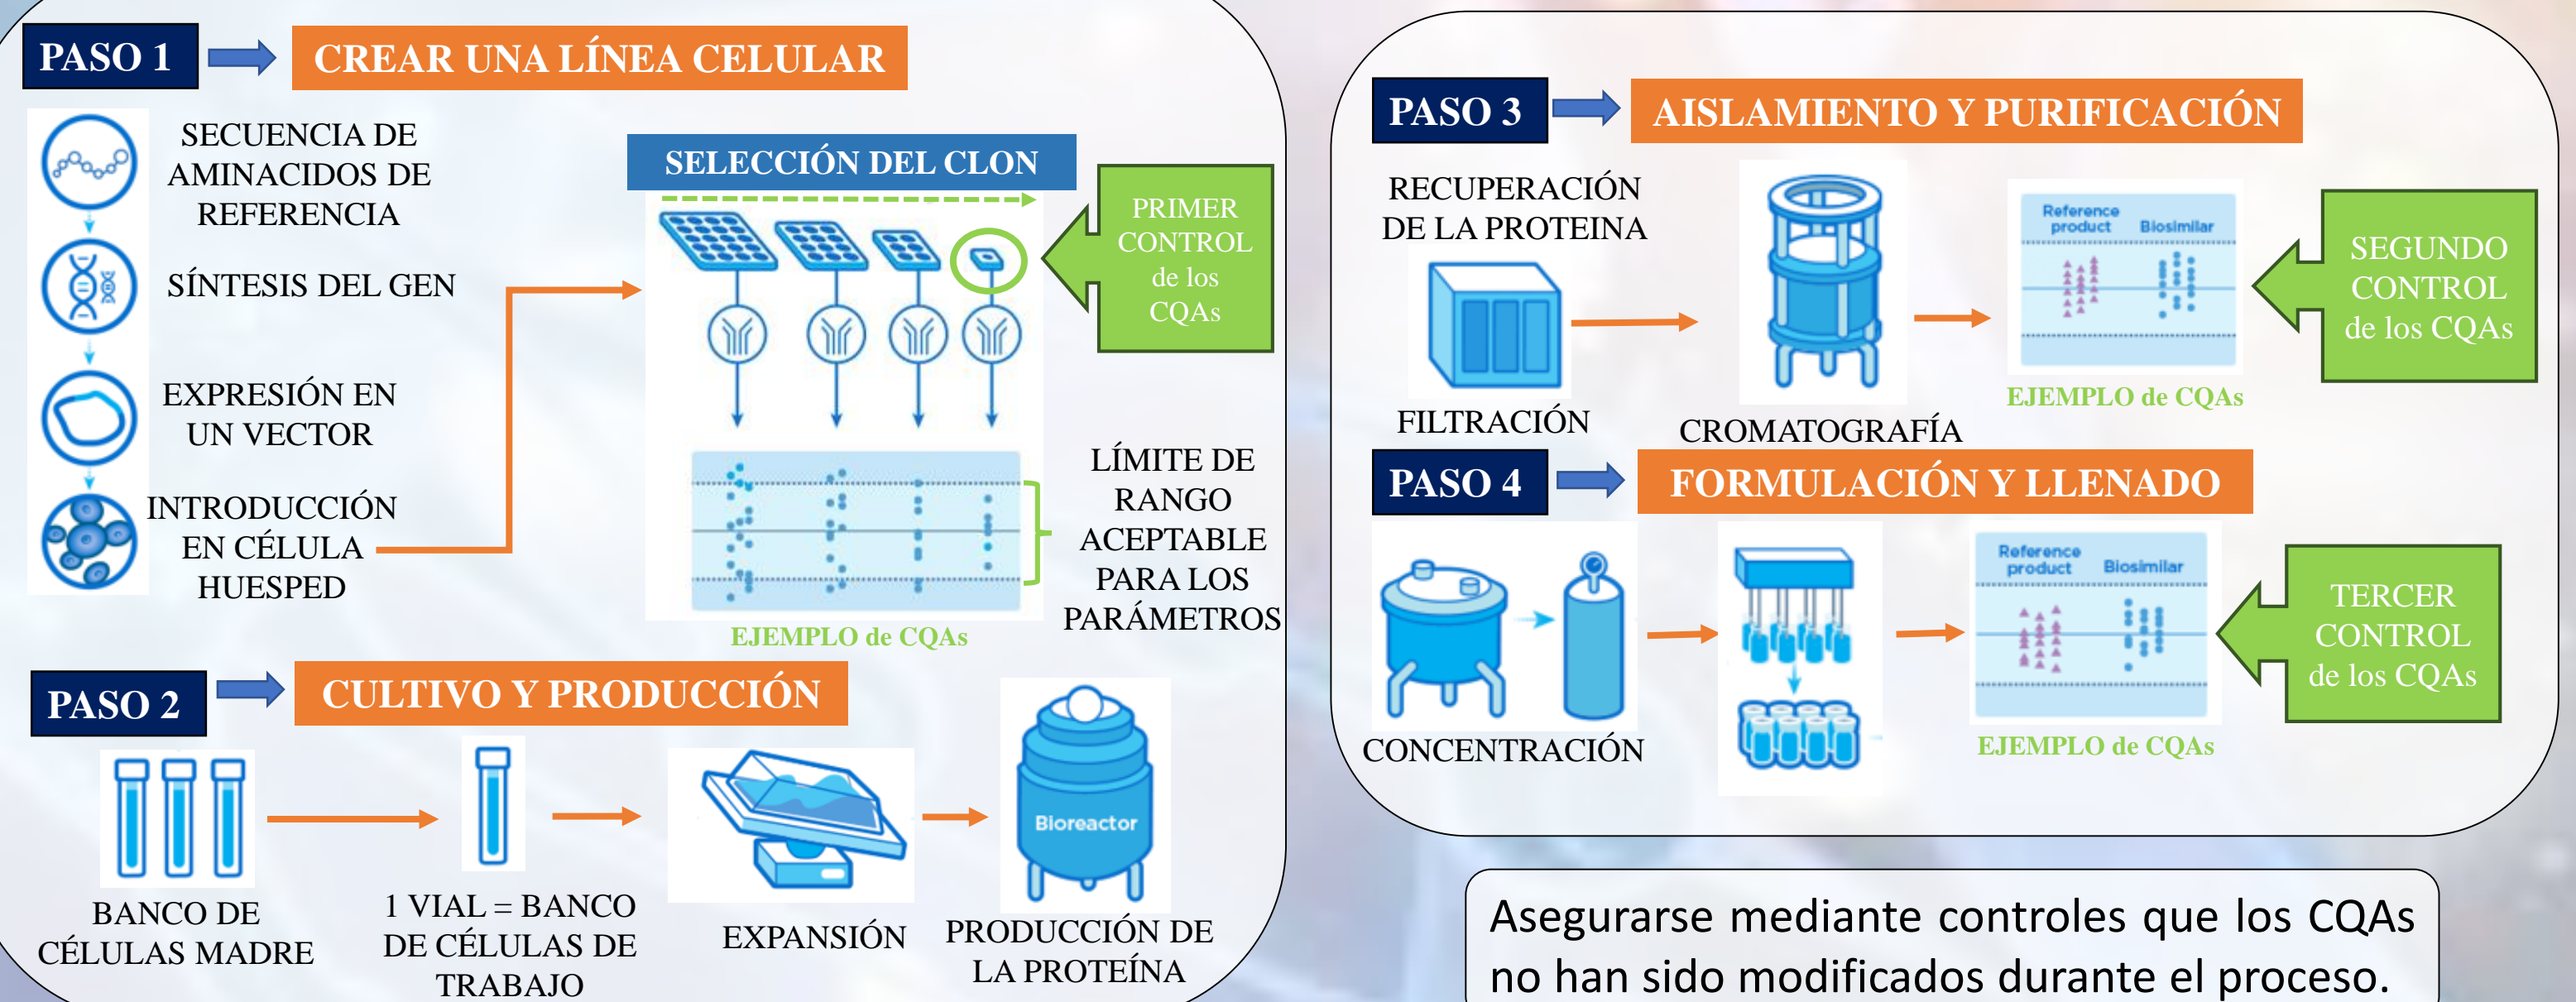 PASO 1
CREAR UNA LÍNEA CELULAR
SECUENCIA DE
AMINACIDOS DE
REFERENCIA
SÍNTESIS DEL GEN
EXPRESIÓN EN
UN VECTOR
INTRODUCCIÓN
EN CÉLULA
HUESPED
SELECCIÓN DEL CLON
PRIMER
CONTROL
de los
CQAs
LÍMITE DE
RANGO
ACEPTABLE
PARA LOS
PARÁMETROS
EJEMPLO de CQAs
PASO 2
CULTIVO Y PRODUCCIÓN
BANCO DE
CÉLULAS MADRE
1 VIAL = BANCO
DE CÉLULAS DE
TRABAJO
EXPANSIÓN
Bioreactor
PRODUCCIÓN DE
LA PROTEÍNA
PASO 3
AISLAMIENTO Y PURIFICACIÓN
RECUPERACIÓN
DE LA PROTEINA
FILTRACIÓN
CROMATOGRAFÍA
Reference
product
Biosimilar
EJEMPLO de CQAs
SEGUNDO
CONTROL
de los CQAs
PASO 4
FORMULACIÓN Y LLENADO
CONCENTRACIÓN
Reference
product
Biosimilar
EJEMPLO de CQAs
TERCER
CONTROL
de los CQAs
Asegurarse mediante controles que los CQAs
no han sido modificados durante el proceso.